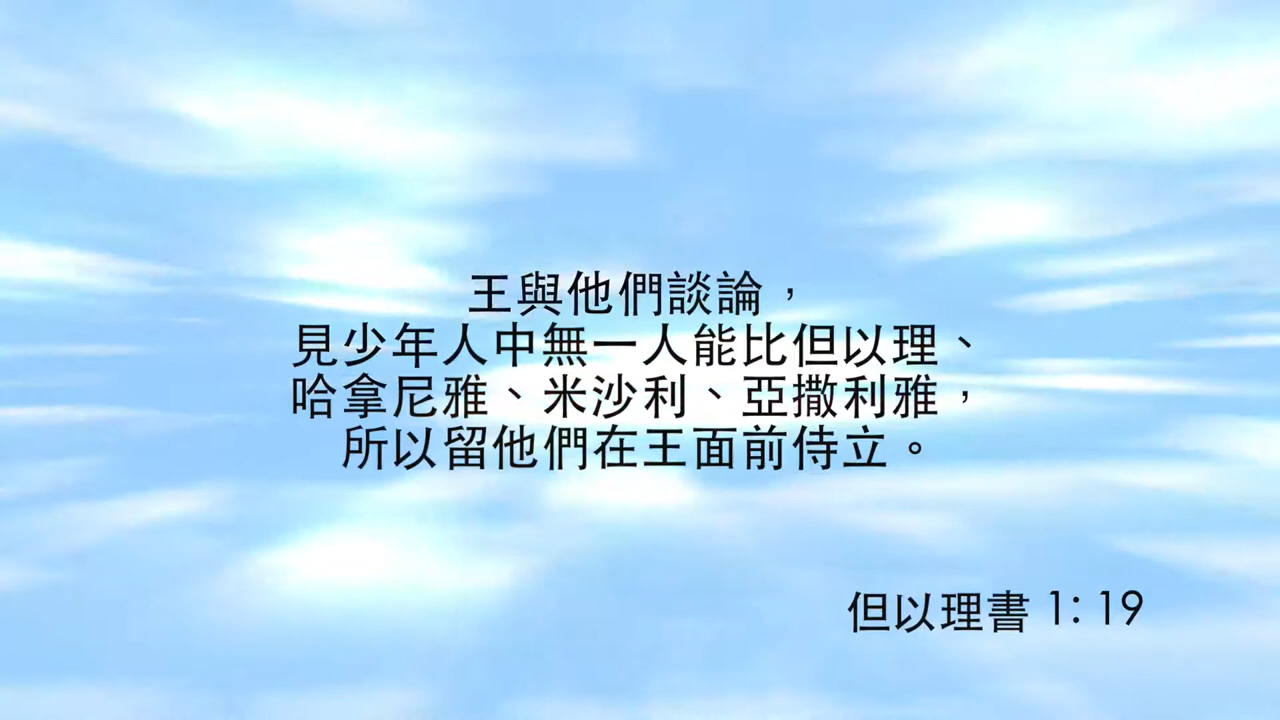 王與他們談論，
見少年人中無一人能比但以理、
哈拿尼雅、米沙利、亞撒利雅，
所以留他們在王面前侍立。
但以理書 1: 19